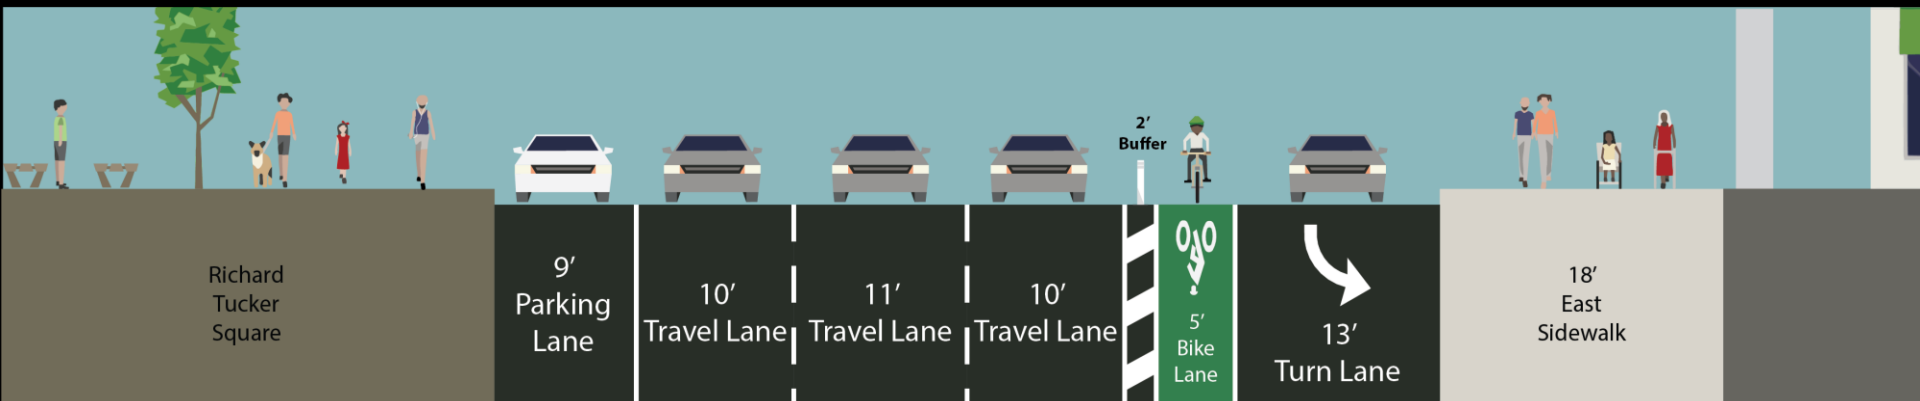 Richard
Tucker
Square
9’
Parking
Lane
10’
Travel Lane
11’
Travel Lane
10’
Travel Lane
2’
Buffer
5’
Bike
Lane
13’
Turn Lane
18’
East
Sidewalk